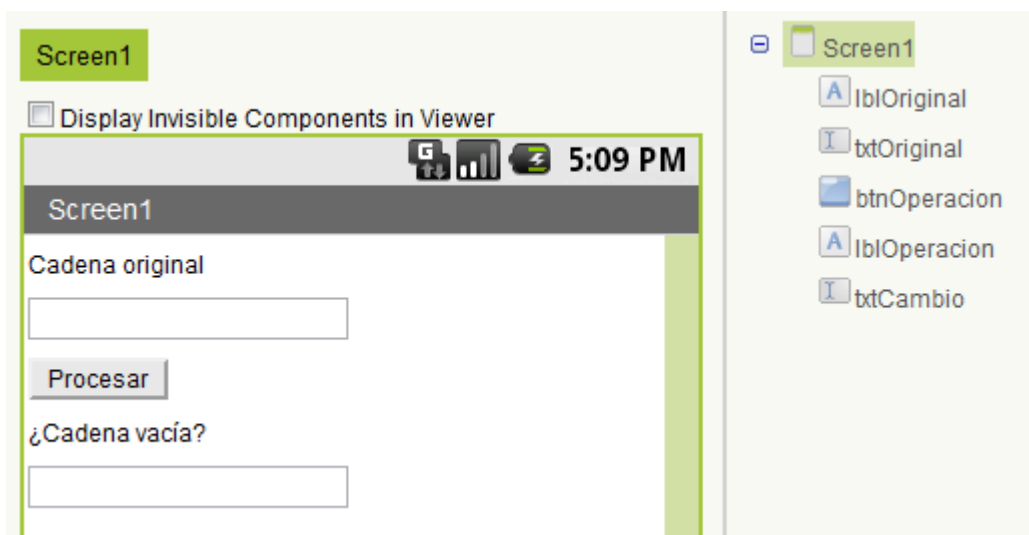 Screen1
Display Invisible Components in Viewer
5:09 PM
Screen1
Cadena original
Procesar
¿Cadena vacía?
Screen1
lblOriginal
txtOriginal
btnOperacion
lblOperacion
txtCambio